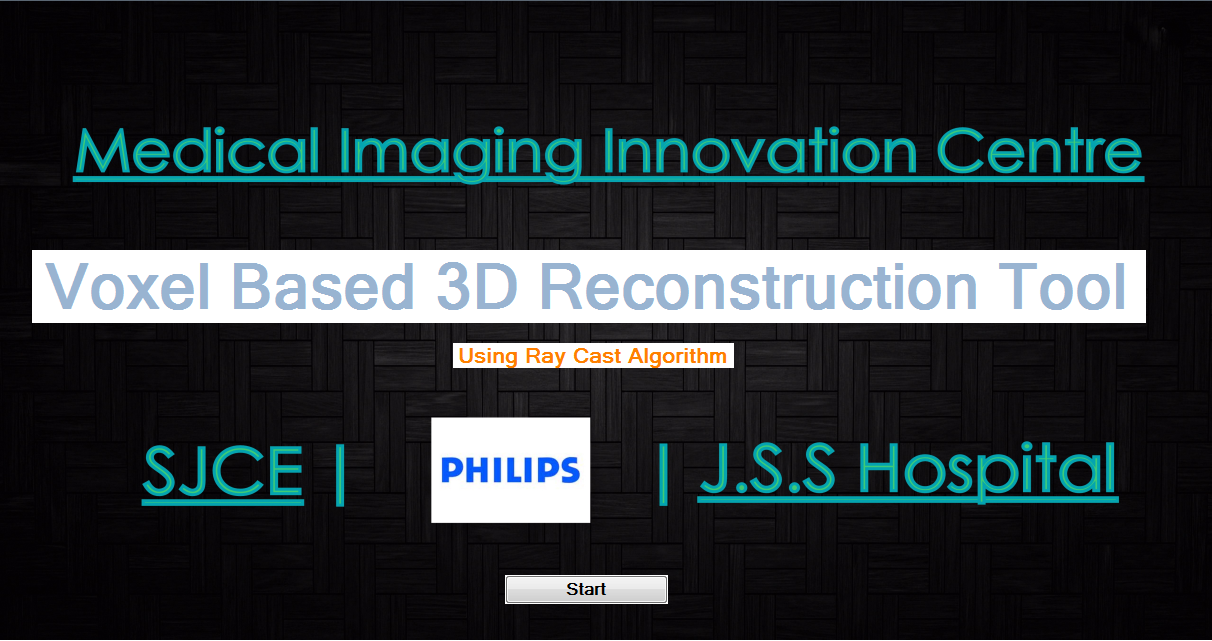 Medical Imaging Innovation Centre
Voxel Based 3D Reconstruction Tool
Using Ray Cast Algorithm
SJCE | PHILIPS | J.S.S Hospital
Start